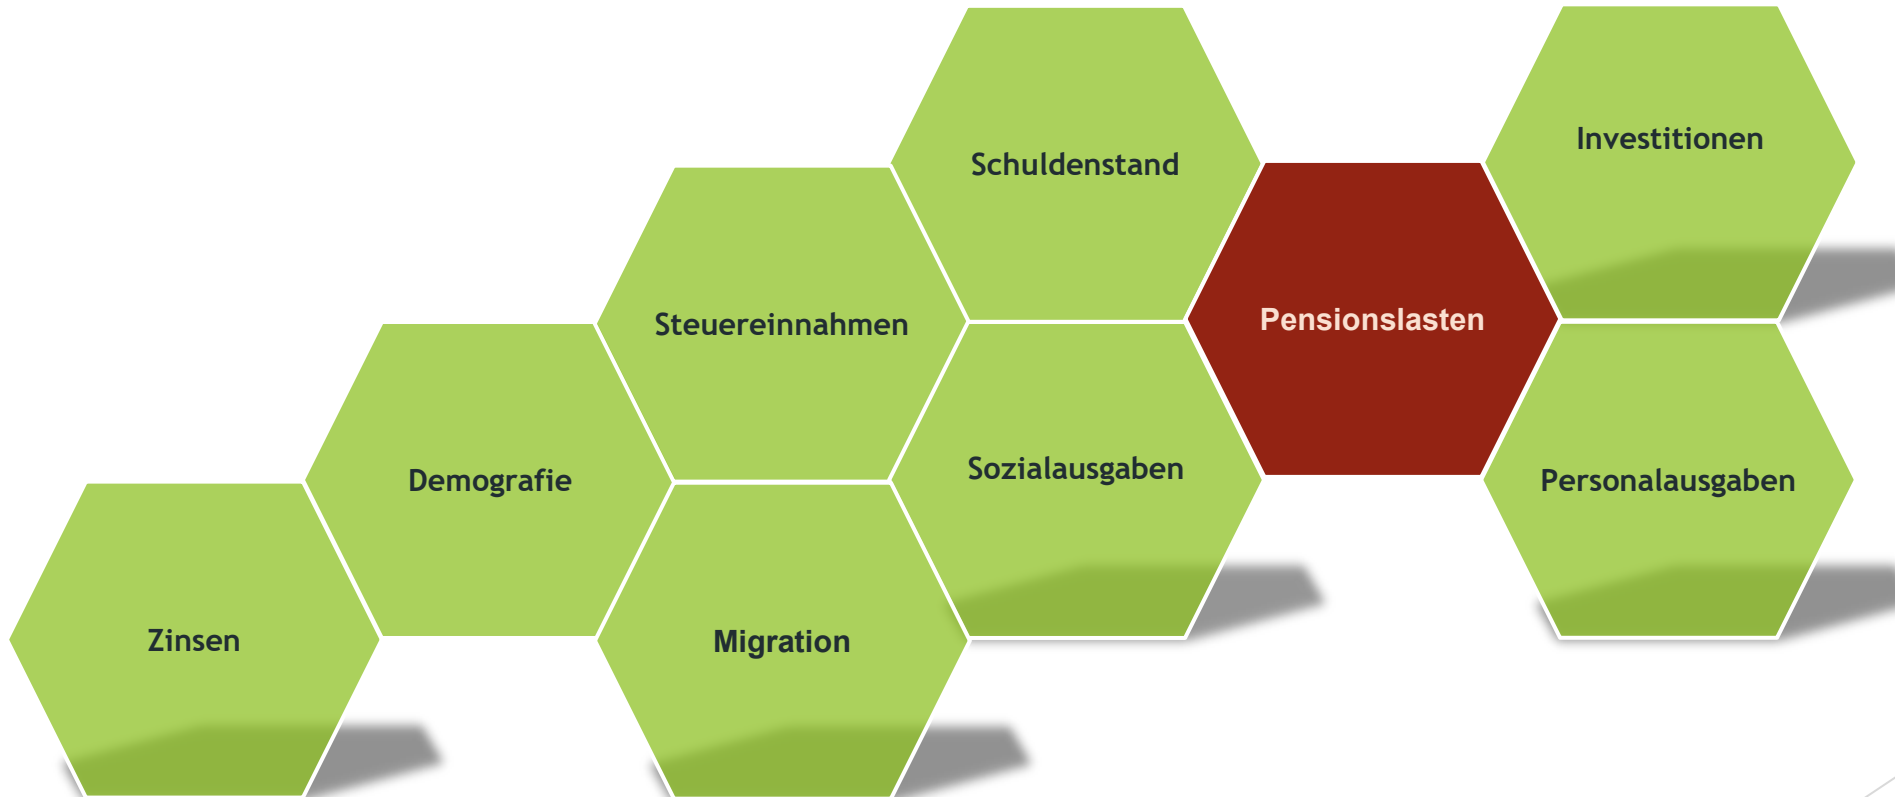 Investitionen
Schuldenstand
Pensionslasten
Steuereinnahmen
Sozialausgaben
Demografie
Personalausgaben
Zinsen
Migration